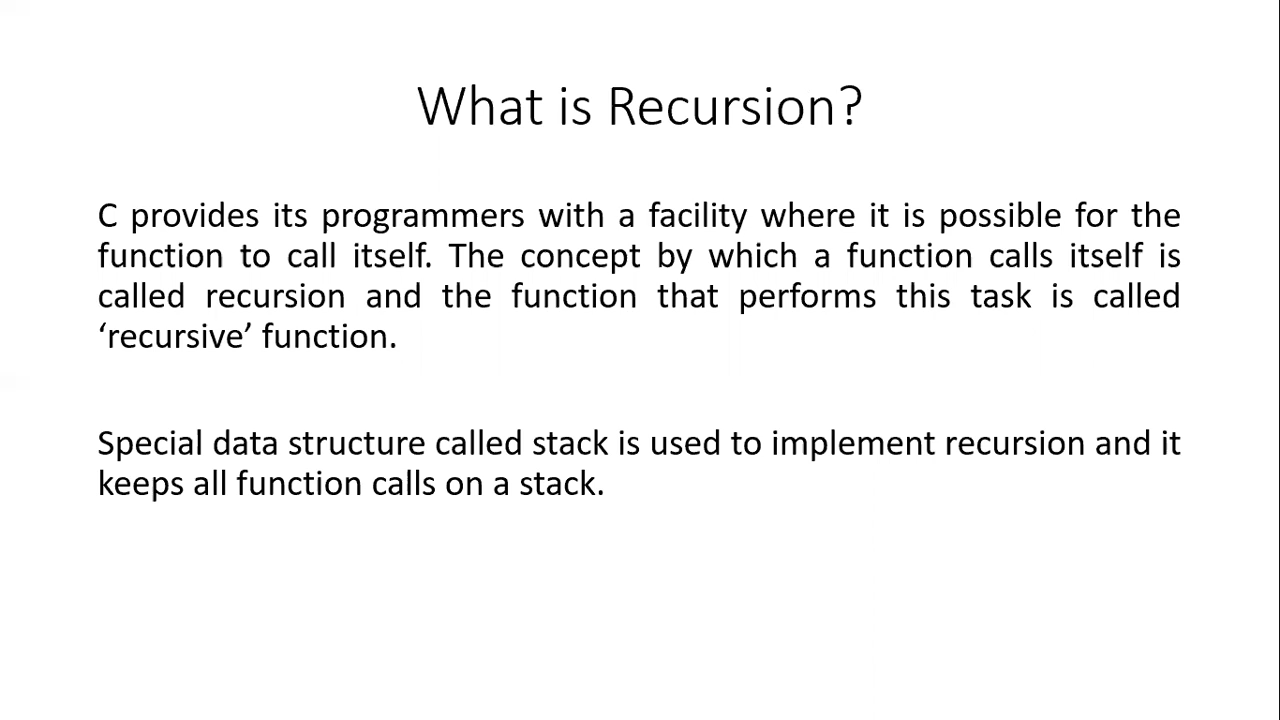 What is Recursion?
C provides its programmers with a facility where it is possible for the
function to call itself. The concept by which a function calls itself is
called recursion and the function that performs this task is called
‘recursive’ function.
Special data structure called stack is used to implement recursion and it
keeps all function calls on a stack.